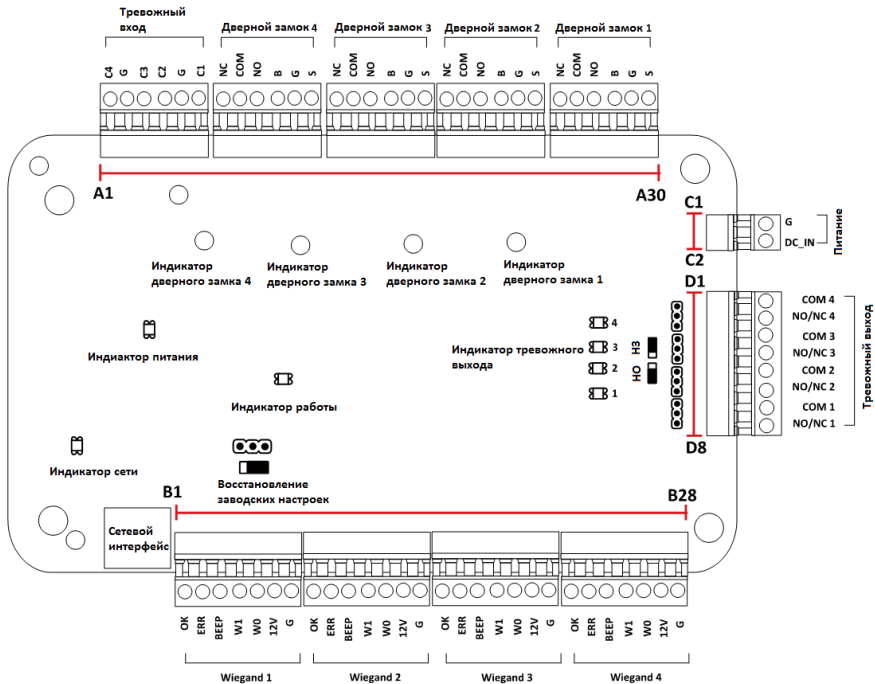 Тревожный
вход
Дверной замок 4
Дверной замок 3
Дверной замок 2
Дверной замок 1
C4 G C3 C2 G C1
NC COM NO B G S
NC COM NO B G S
NC COM NO B G S
NC COM NO B G S
A1
A30
C1
G
DC_IN
Питание
C2
Индикатор
дверного замка 4
Индикатор
дверного замка 3
Индикатор
дверного замка 2
Индикатор
дверного замка 1
D1
COM 4
NO/NC 4
COM 3
NO/NC 3
COM 2
NO/NC 2
COM 1
NO/NC 1
Тревожный выход
4
3
2
1
НЗ
НО
Индикатор тревожного
выхода
Индиактор питания
Индикатор работы
D8
Индикатор сети
Восстановление
заводских настроек
B1
B28
Сетевой
интерфейс
OK ERR BEEP W1 W0 12V G
OK ERR BEEP W1 W0 12V G
OK ERR BEEP W1 W0 12V G
OK ERR BEEP W1 W0 12V G
Wiegand 1
Wiegand 2
Wiegand 3
Wiegand 4